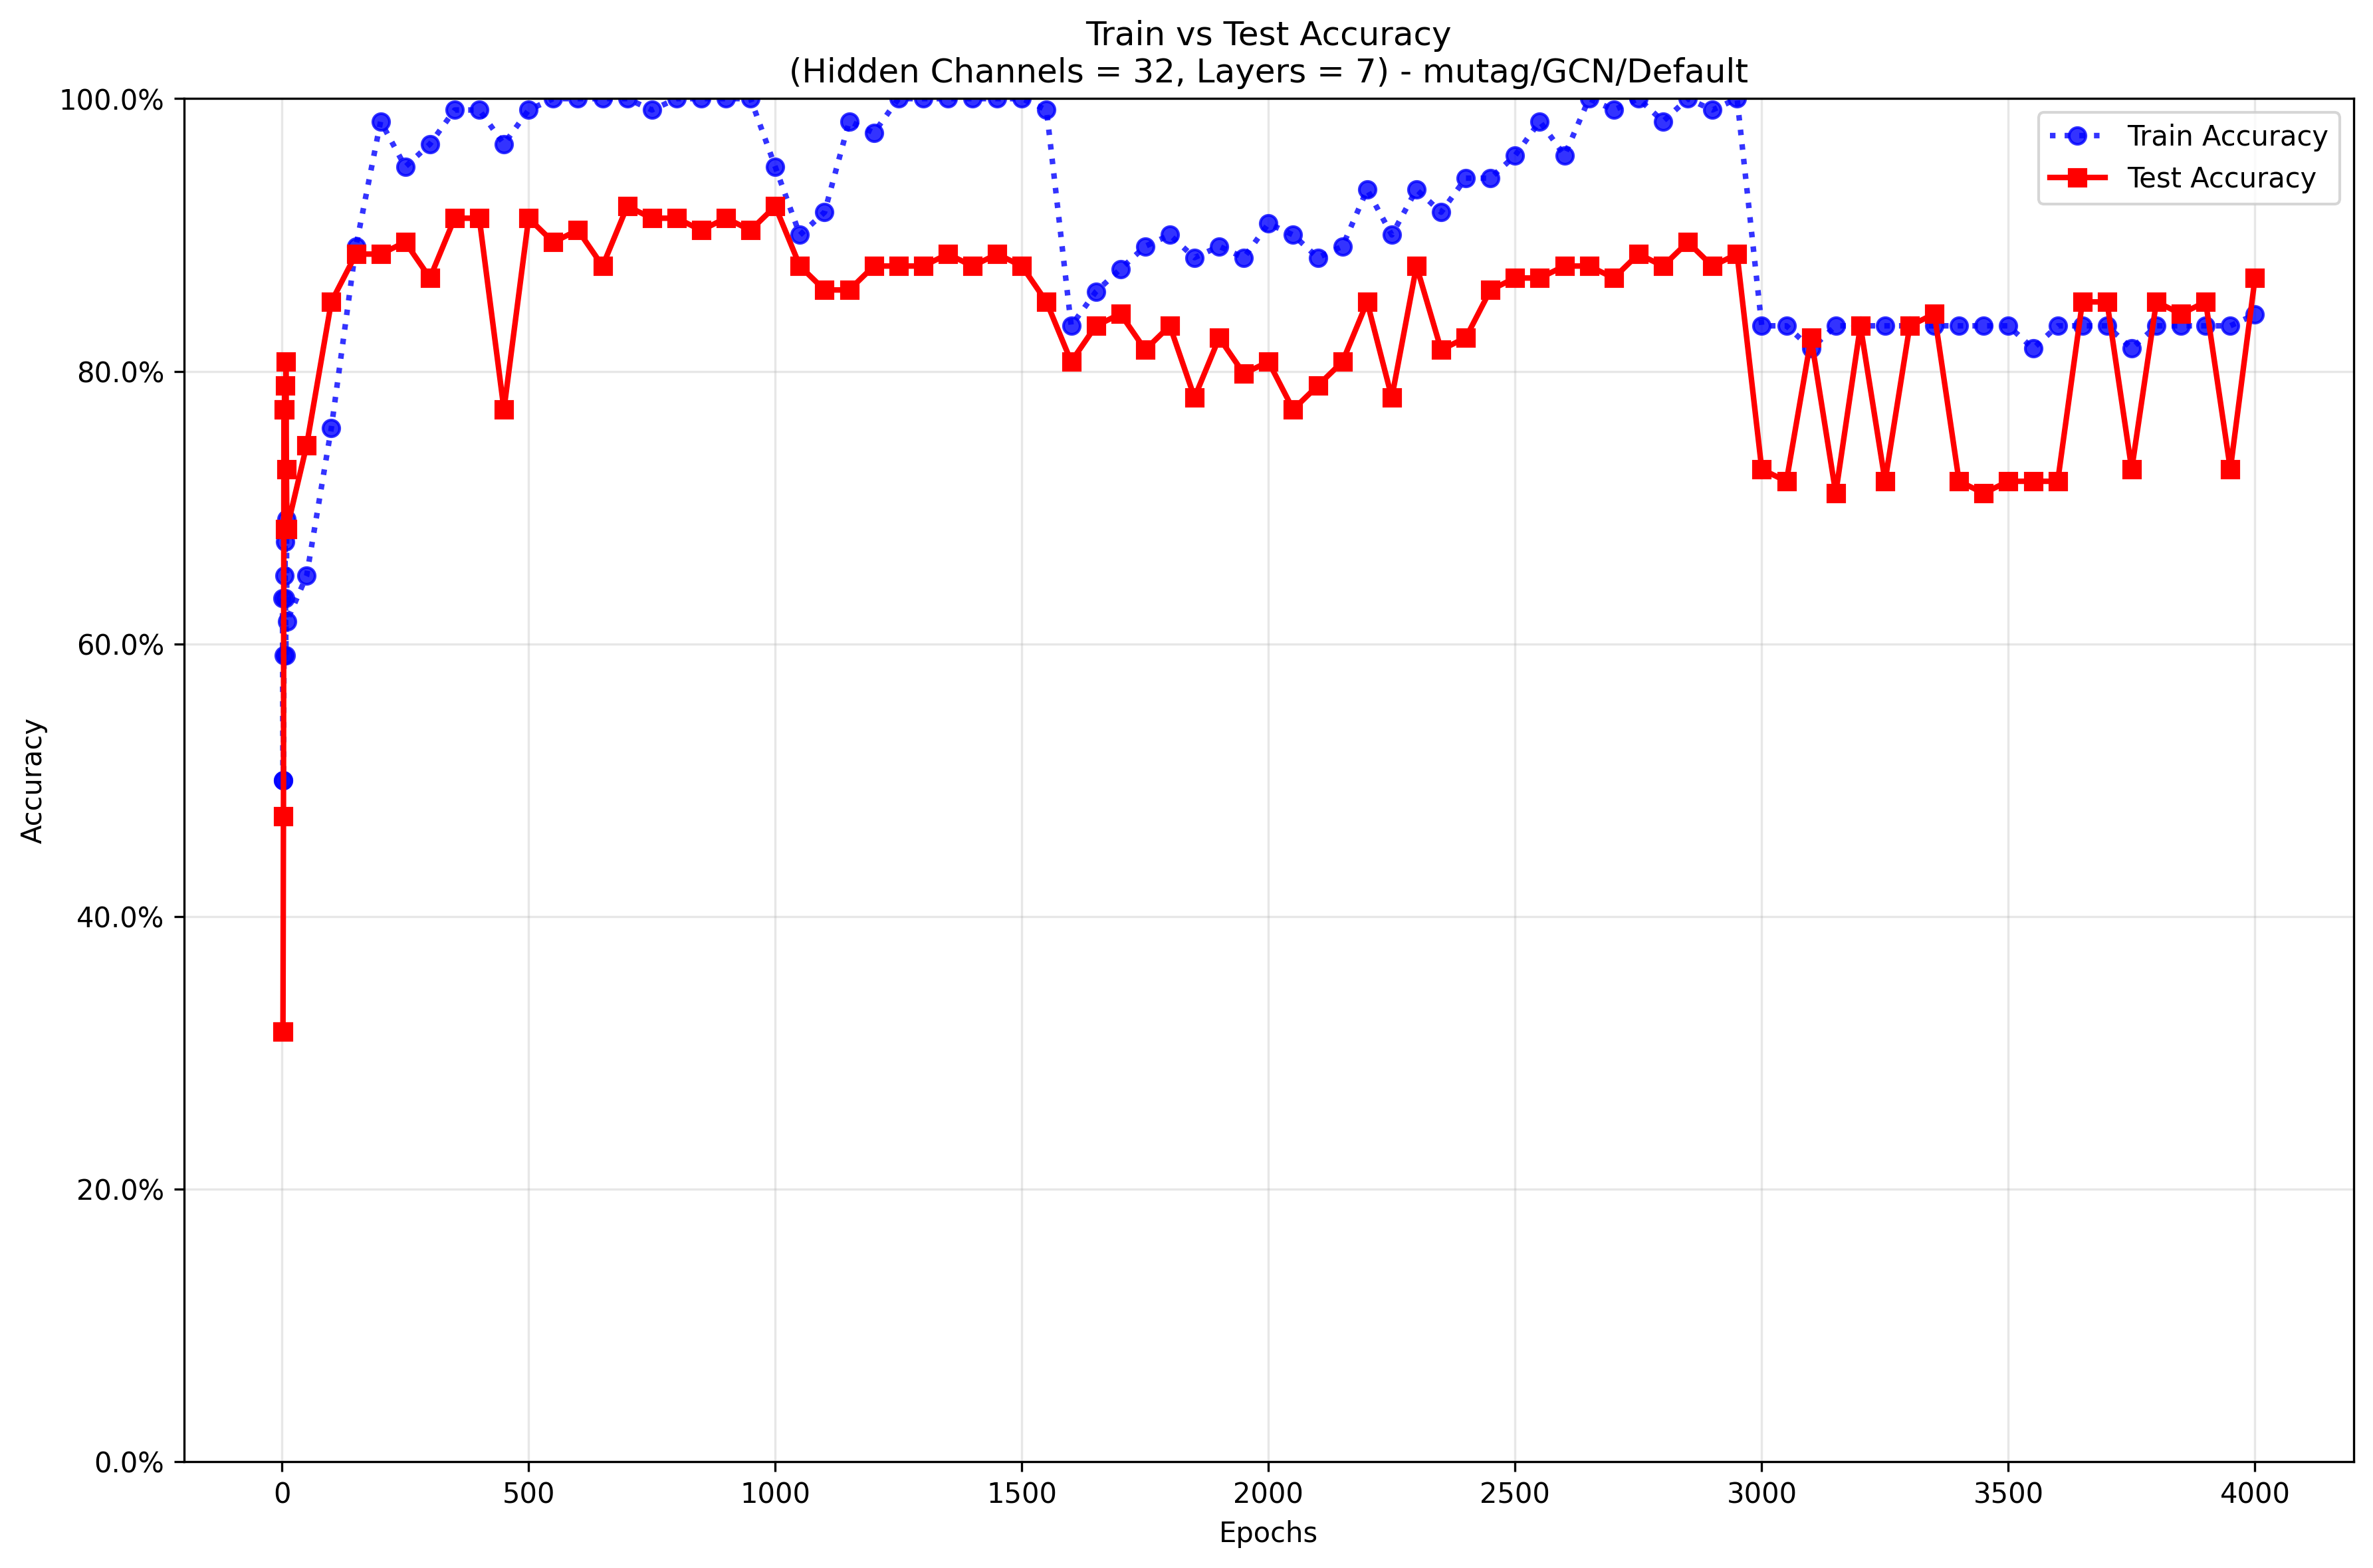 Train vs Test Accuracy
(Hidden Channels = 32, Layers = 7) - mutag/GCN/Default
100.0%
80.0%
60.0%
40.0%
20.0%
0.0%
Accuracy
Train Accuracy
Test Accuracy
0
500
1000
1500
2000
2500
3000
3500
4000
Epochs